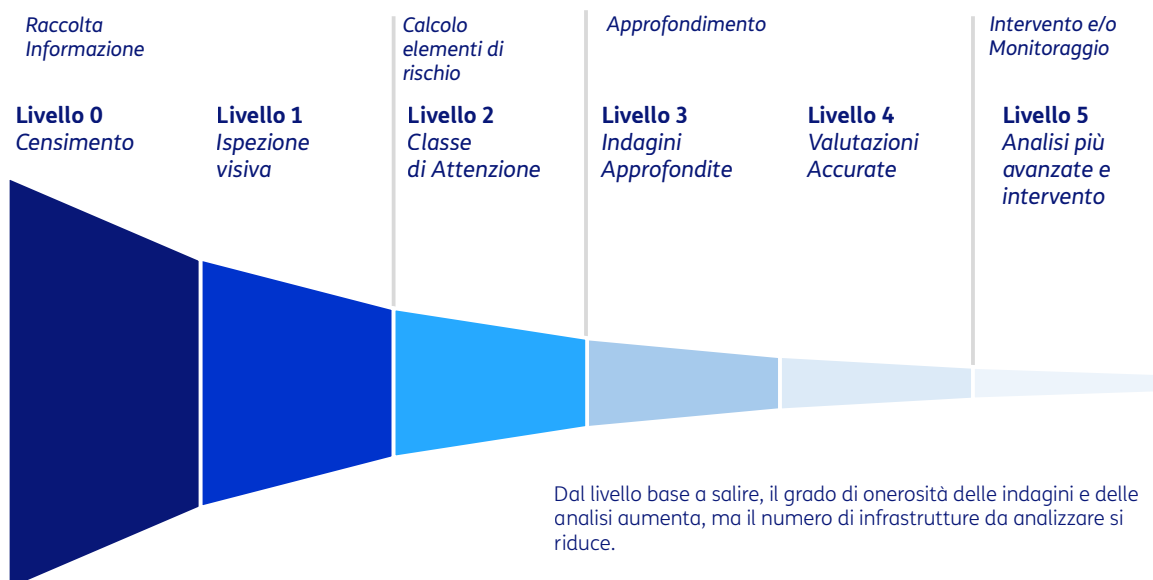 Raccolta
Informazione
Calcolo
elementi di
rischio
Approfondimento
Intervento e/o
Monitoraggio
Livello 0
Censimento
Livello 1
Ispezione
visiva
Livello 2
Classe
di Attenzione
Livello 3
Indagini
Approfondite
Livello 4
Valutazioni
Accurate
Livello 5
Analisi più
avanzate e
intervento
Dal livello base a salire, il grado di onerosità delle indagini e delle
analisi aumenta, ma il numero di infrastrutture da analizzare si
riduce.